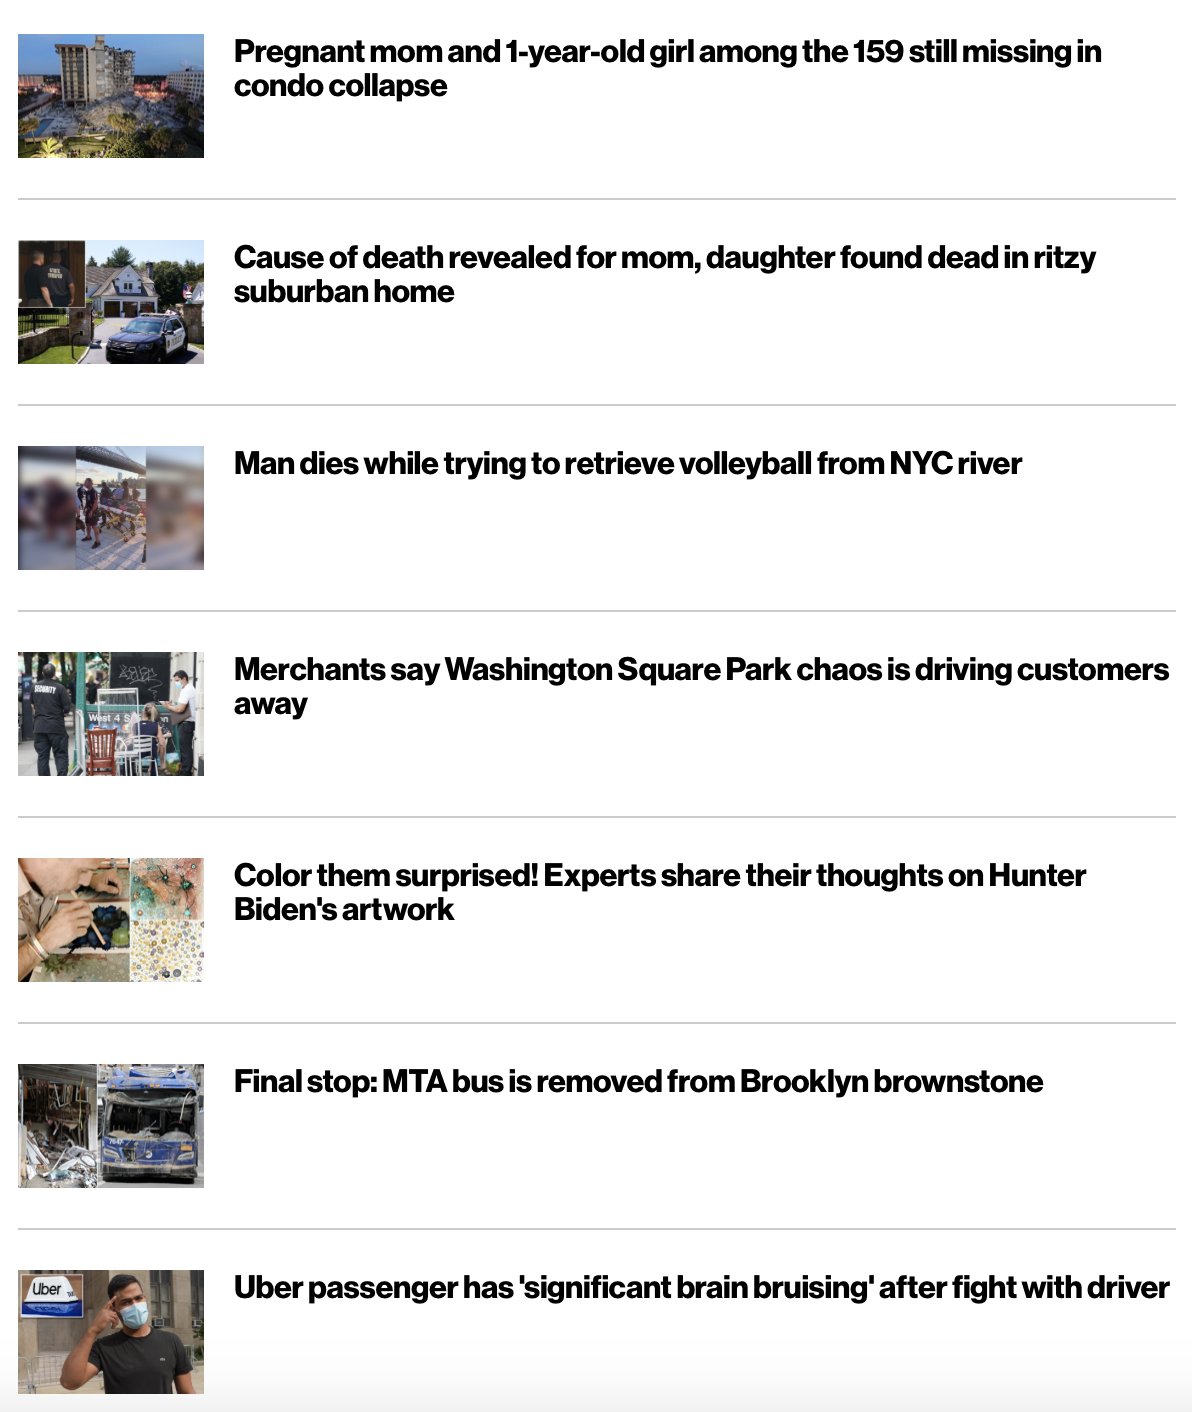 Pregnant mom and 1-year-old girl among the 159 still missing in
condo collapse
Cause of death revealed for mom, daughter found dead in ritzy
suburban home
Man dies while trying to retrieve volleyball from NYC river
SECURITY
West 4 S
Merchants say Washington Square Park chaos is driving customers
away
Color them surprised! Experts share their thoughts on Hunter
Biden's artwork
Final stop: MTA bus is removed from Brooklyn brownstone
Uber
Uber passenger has 'significant brain bruising' after fight with driver